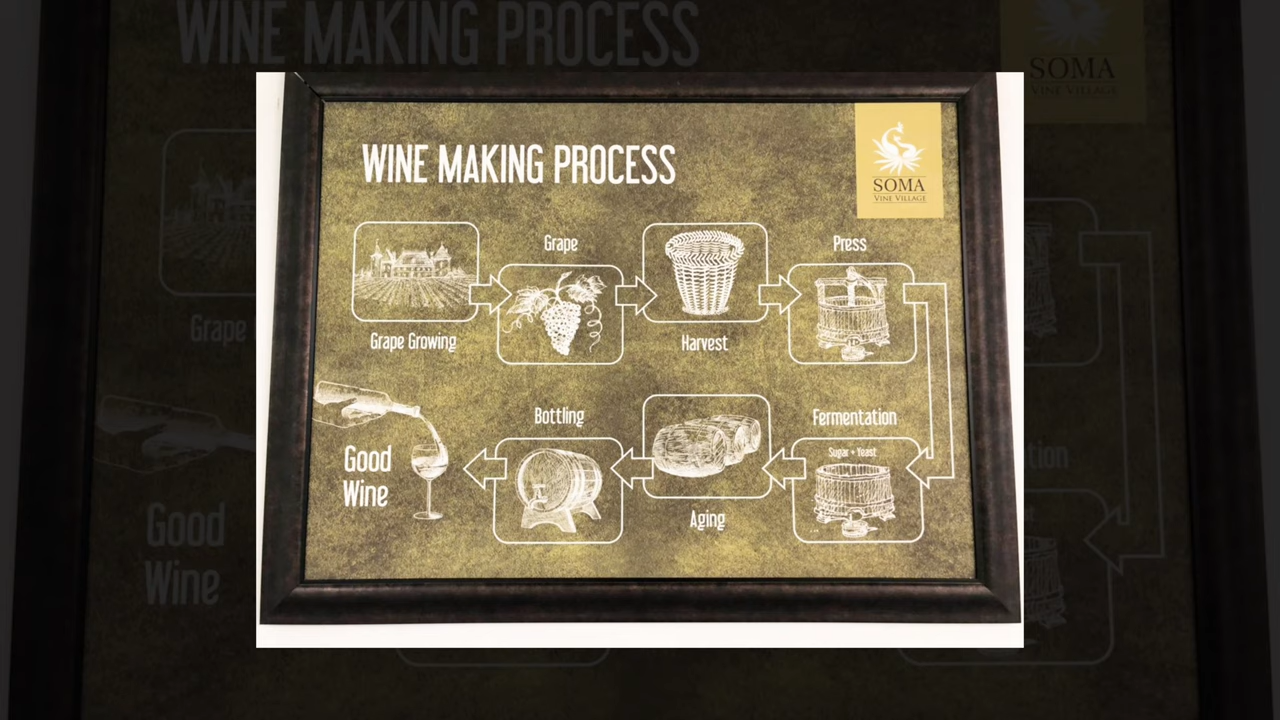 WINE MAKING PROCESS
SOMA
VINE VILLAGE
Grape
Press
Grape Growing
Harvest
Bottling
Fermentation
Sugar + Yeast
Good
Wine
Aging